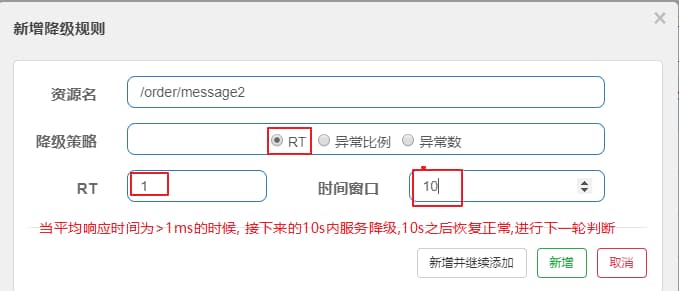 新增降级规则
×
资源名 /order/message2
降级策略 RT 异常比例 异常数
RT 1 时间窗口 10
当平均响应时间为>1ms的时候, 接下来的10s内服务降级,10s之后恢复正常,进行下一轮判断
新增并继续添加 新增 取消